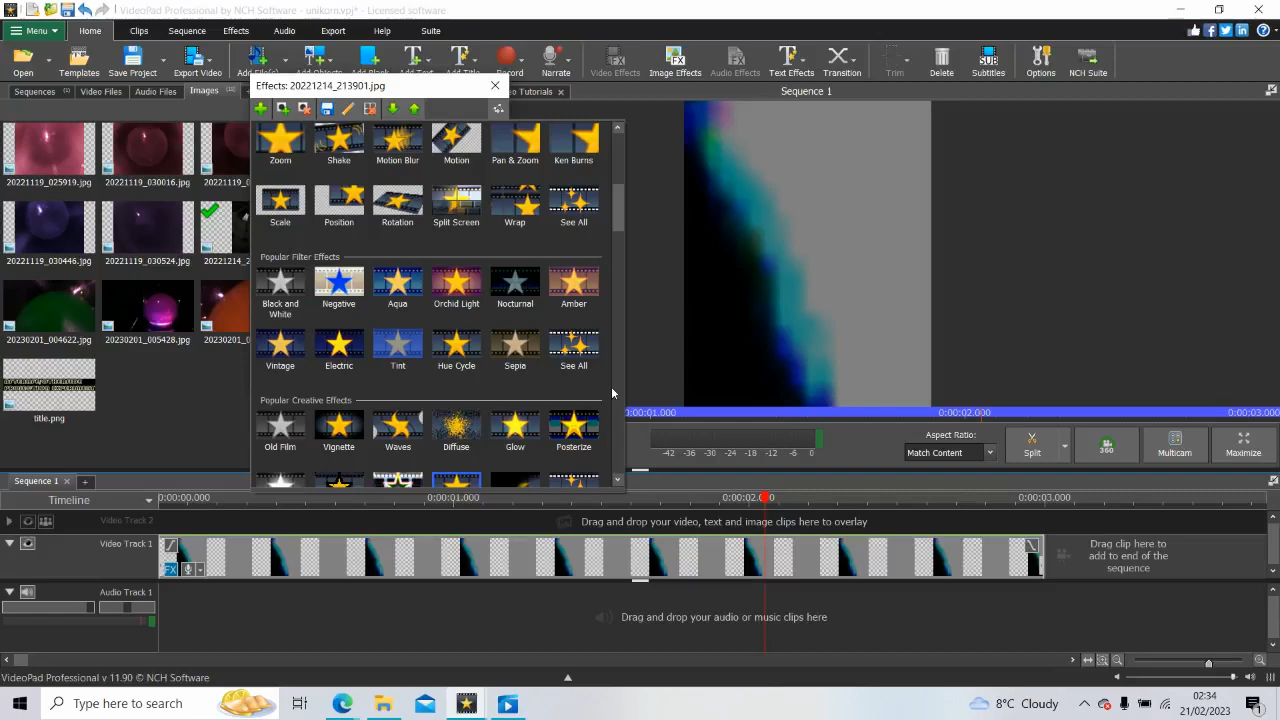 VideoPad Professional by NCH Software - unikorn.vpj* - Licensed software
Menu Home Clips Sequence Effects Audio Export Help Suite
Open Templates Save Project Export Video Add File(s) Add Objects Add Blank Add Text Add Title Record Narrate Video Effects Image Effects Audio Effects Text Effects Transition Trim Delete Subtitles Options NCH Suite
Effects: 20221214_213901.jpg
Sequences (1) Video Files Audio Files Images
Tutorials
Sequence 1
Zoom Shake Motion Blur Motion Pan & Zoom Ken Burns
20221119_025919.jpg 20221119_030016.jpg
Scale Position Rotation Split Screen Wrap See All
20221119_030446.jpg 20221119_030524.jpg
Popular Filter Effects
Black and White Negative Aqua Orchid Light Nocturnal Amber
20230201_004622.jpg 20230201_005428.jpg
Vintage Electric Tint Hue Cycle Sepia See All
Popular Creative Effects
title.png
Old Film Vignette Waves Diffuse Glow Posterize
0:00:01.000 0:00:02.000 0:00:03.000
-42 -36 -30 -24 -18 -12 -6 0
Aspect Ratio:
Match Content
Split 360 Multicam Maximize
Sequence 1
Timeline 0:00:00.000 0:00:01.000 0:00:02.000 0:00:03.000
Video Track 2 Drag and drop your video, text and image clips here to overlay
Video Track 1
FX
Drag clip here to
add to end of the
sequence
Audio Track 1
Drag and drop your audio or music clips here
VideoPad Professional v 11.90 © NCH Software
Type here to search
8°C Cloudy
02:34
21/02/2023